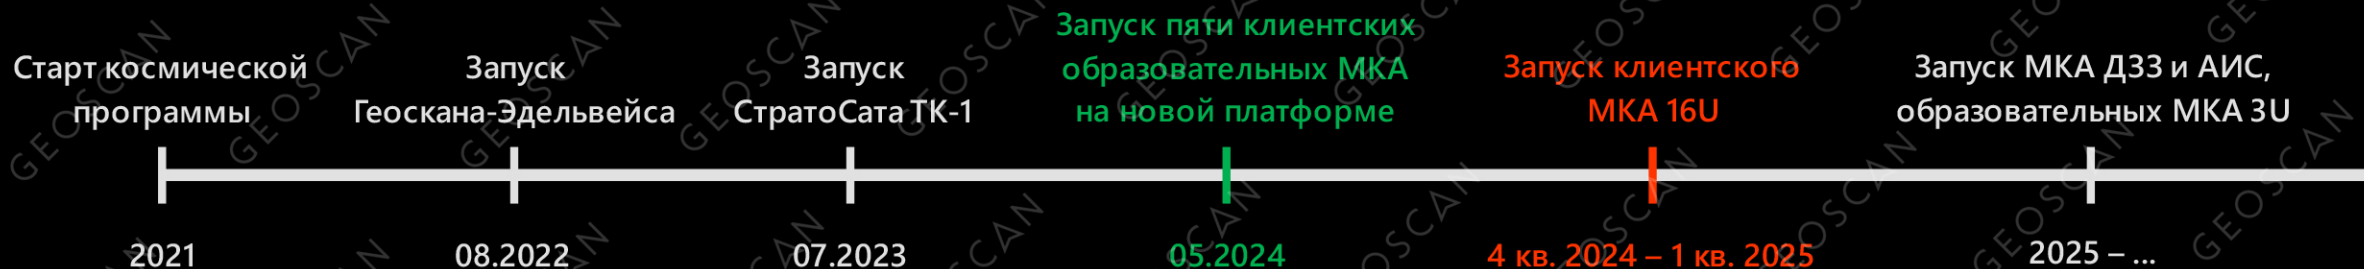 Старт космической
программы
2021
Запуск
Геоскана-Эдельвейса
08.2022
Запуск
СтратоСата ТК-1
07.2023
Запуск пяти клиентских
образовательных МКА
на новой платформе
05.2024
Запуск клиентского
МКА 16U
4 кв. 2024 – 1 кв. 2025
Запуск МКА ДЗЗ и АИС,
образовательных МКА 3U
2025 – ...
GEOSCAN